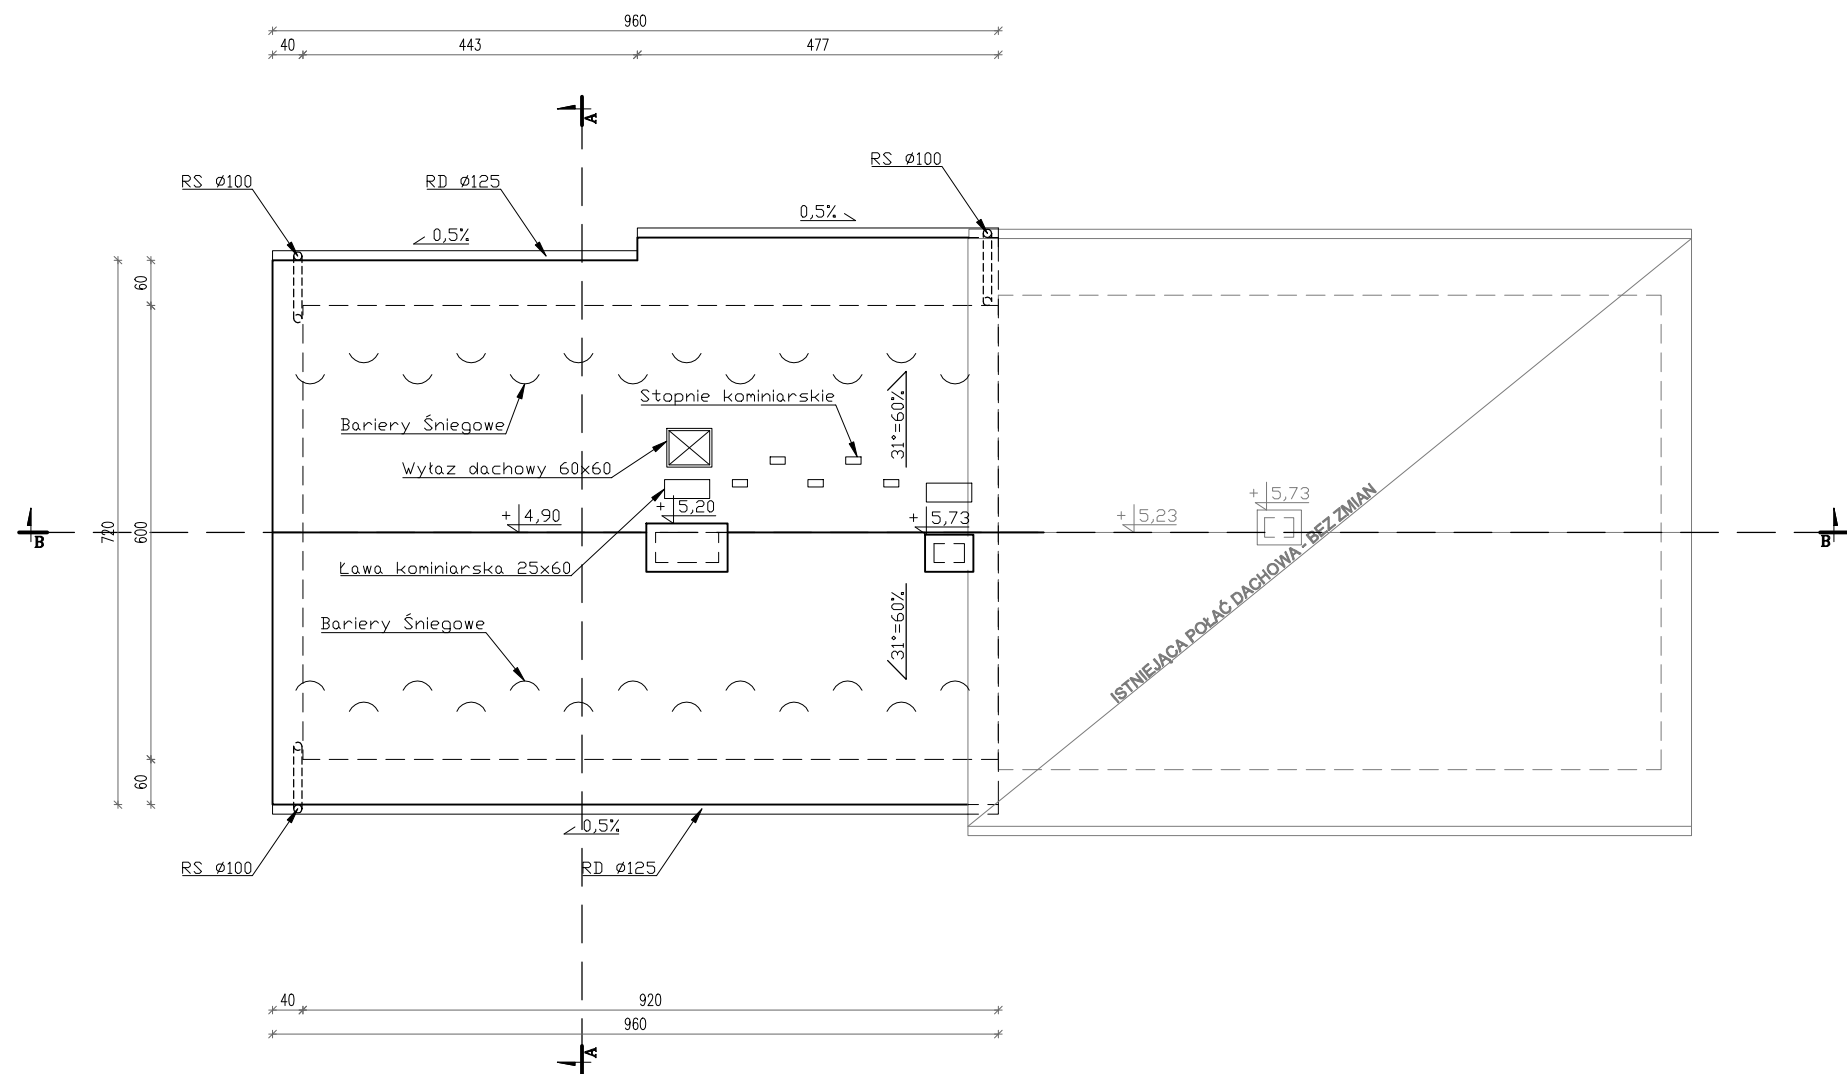 960
40
443
477
A
RS ø100
RS ø100
RD ø125
0,5%
0,5%
60
Stopnie kominiarskie
31°=60%
Bariery Śniegowe
Wyłaz dachowy 60x60
+ 5,20
+ 4,90
+ 5,73
+ 5,23
+ 5,73
B
720
600
B
Ława kominiarska 25x60
Bariery Śniegowe
31°=60%
ISTNIEJĄCA POŁAĆ DACHOWA - BEZ ZMIAN
60
0,5%
RS ø100
RD ø125
40
920
960
A